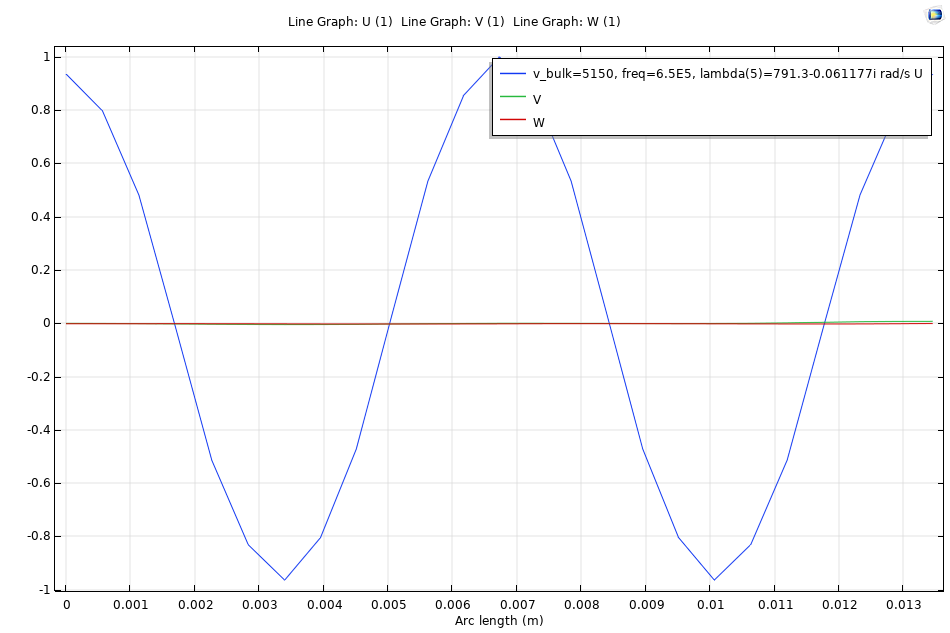 Line Graph: U (1) Line Graph: V (1) Line Graph: W (1)
v_bulk=5150, freq=6.5E5, lambda(5)=791.3-0.061177i rad/s U
V
W
1
0.8
0.6
0.4
0.2
0
-0.2
-0.4
-0.6
-0.8
-1
0 0.001 0.002 0.003 0.004 0.005 0.006 0.007 0.008 0.009 0.01 0.011 0.012 0.013
Arc length (m)